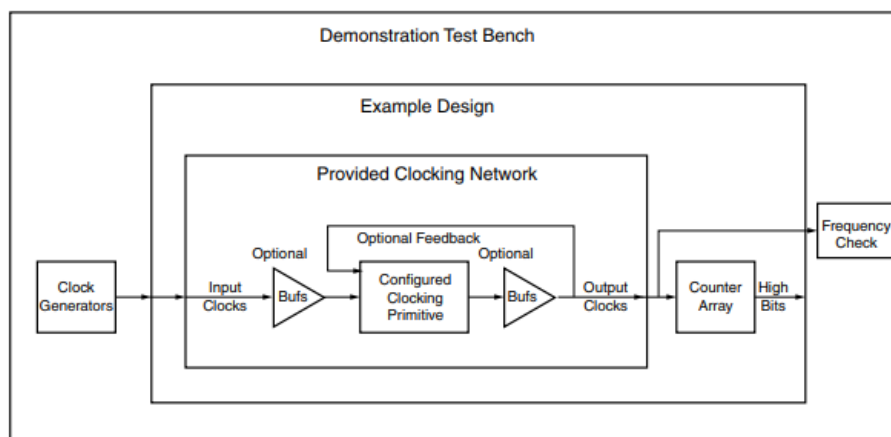 Demonstration Test Bench
Example Design
Provided Clocking Network
Frequency
Check
Optional Feedback
Optional
Optional
Clock
Generators
Input
Clocks
Bufs
Configured
Clocking
Primitive
Bufs
Output
Clocks
Counter
Array
High
Bits